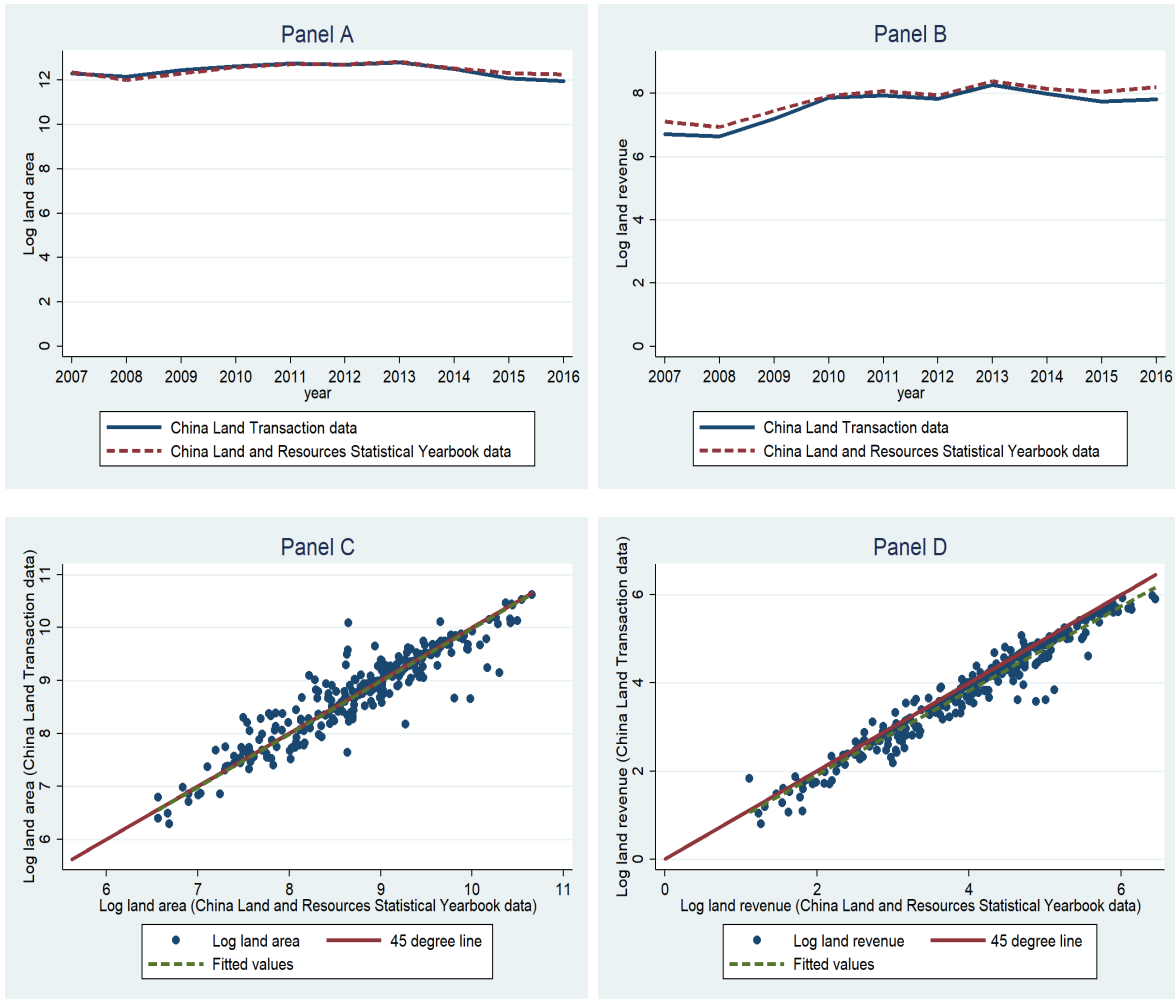 Panel A
Log land area
12
10
8
6
4
2
0
2007 2008 2009 2010 2011 2012 2013 2014 2015 2016
year
China Land Transaction data
China Land and Resources Statistical Yearbook data
Panel B
Log land revenue
8
6
4
2
0
2007 2008 2009 2010 2011 2012 2013 2014 2015 2016
year
China Land Transaction data
China Land and Resources Statistical Yearbook data
Panel C
Log land area (China Land Transaction data)
11
10
9
8
7
6
6 7 8 9 10 11
Log land area (China Land and Resources Statistical Yearbook data)
Log land area 45 degree line
Fitted values
Panel D
Log land revenue (China Land Transaction data)
6
4
2
0
0 2 4 6
Log land revenue (China Land and Resources Statistical Yearbook data)
Log land revenue 45 degree line
Fitted values